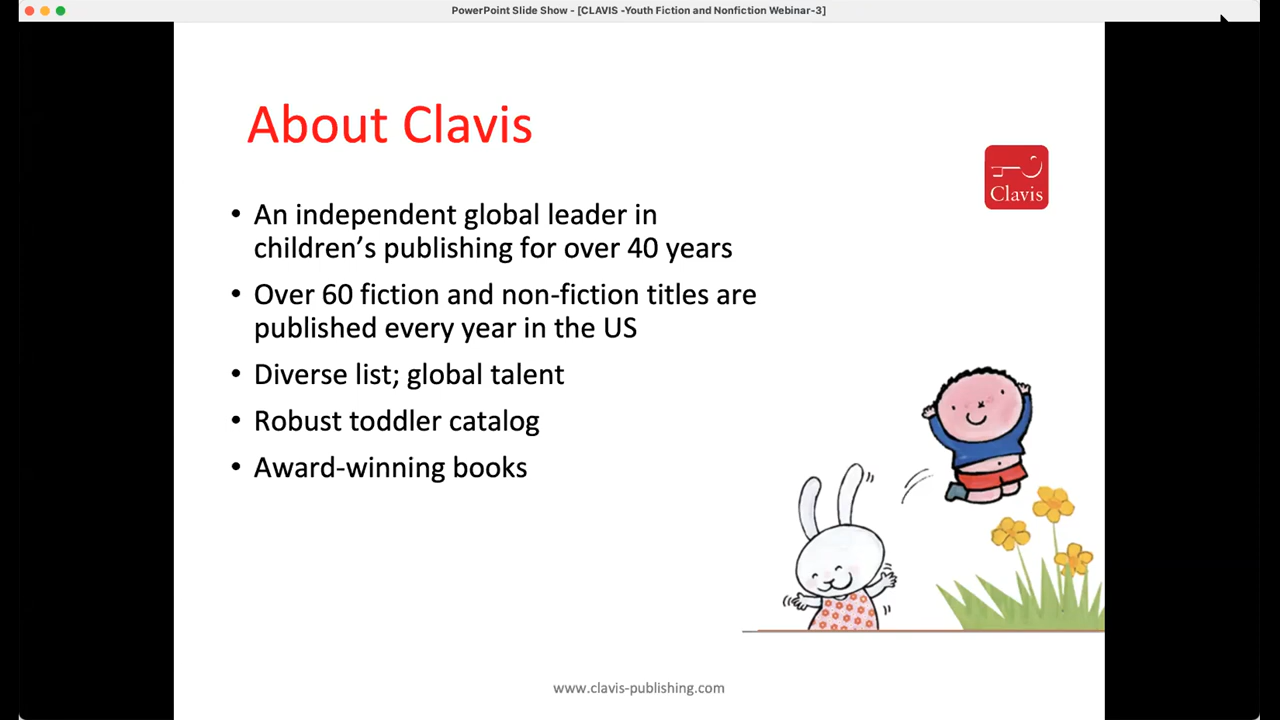 PowerPoint Slide Show - [CLAVIS -Youth Fiction and Nonfiction Webinar-3]
About Clavis
Clavis
• An independent global leader in
children’s publishing for over 40 years
• Over 60 fiction and non-fiction titles are
published every year in the US
• Diverse list; global talent
• Robust toddler catalog
• Award-winning books
www.clavis-publishing.com